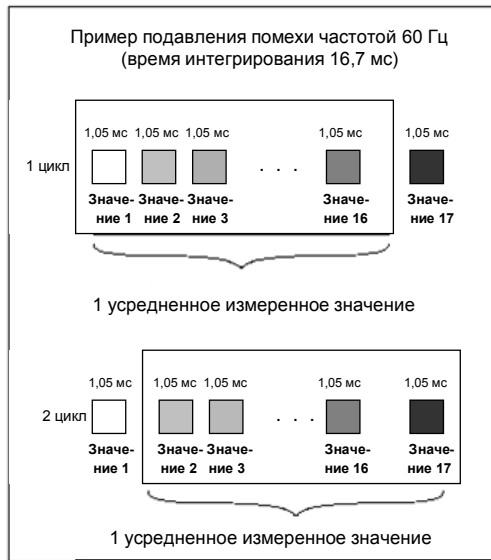 Пример подавления помехи частотой 60 Гц
(время интегрирования 16,7 мс)
1,05 мс 1,05 мс 1,05 мс 1,05 мс 1,05 мс
1 цикл . . .
Значе- Значе- Значе- Значе- Значе-
ние 1 ние 2 ние 3 ние 16 ние 17
1 усредненное измеренное значение
1,05 мс 1,05 мс 1,05 мс 1,05 мс 1,05 мс
2 цикл . . .
Значе- Значе- Значе- Значе- Значе-
ние 1 ние 2 ние 3 ние 16 ние 17
1 усредненное измеренное значение